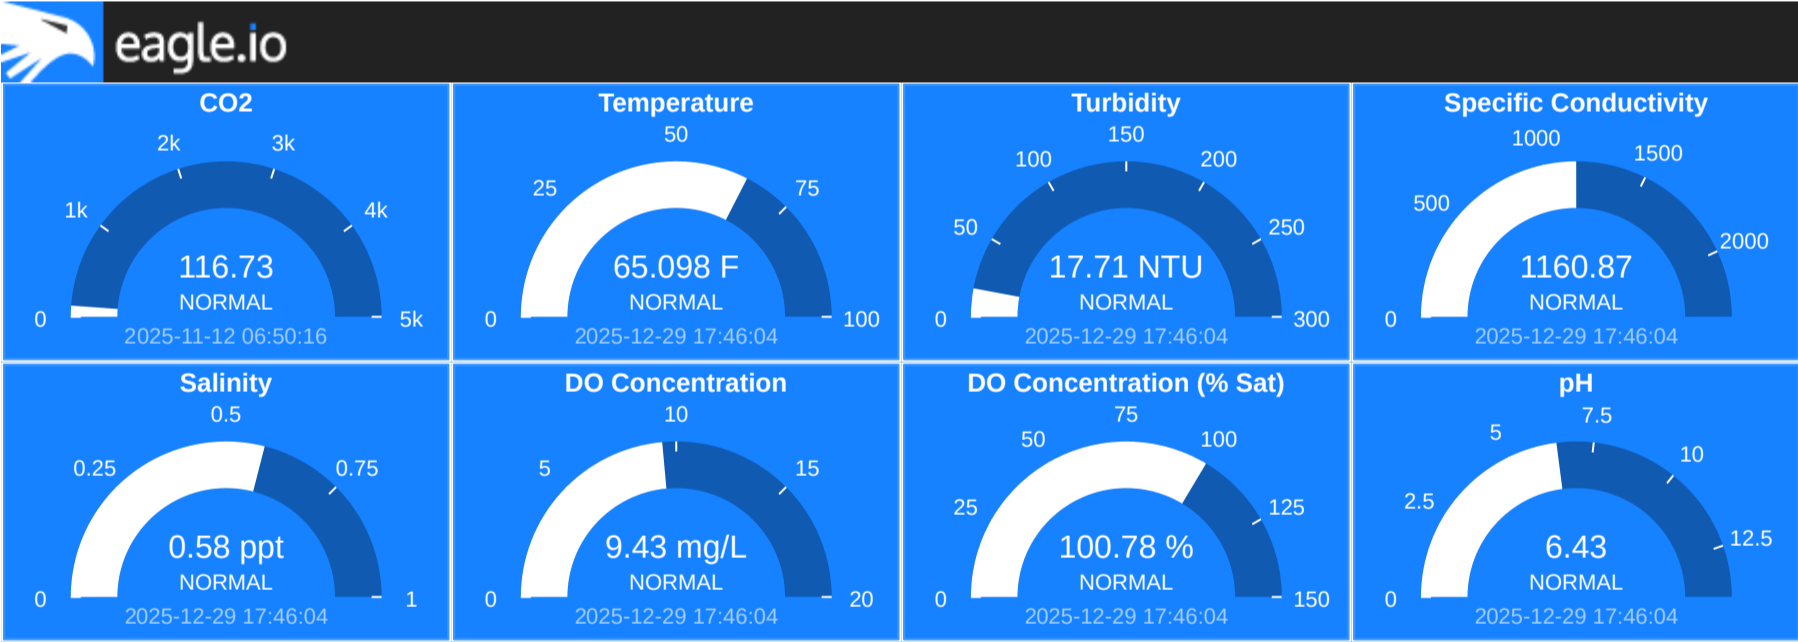 eagle.io
CO2
2k 3k
1k 4k
116.73
NORMAL
0 5k
2025-11-12 06:50:16
Temperature
50
25 75
65.098 F
NORMAL
0 100
2025-12-29 17:46:04
Turbidity
150
100 200
50 250
17.71 NTU
NORMAL
0 300
2025-12-29 17:46:04
Specific Conductivity
1000 1500
500 2000
1160.87
NORMAL
0
2025-12-29 17:46:04
Salinity
0.5
0.25 0.75
0.58 ppt
NORMAL
0 1
2025-12-29 17:46:04
DO Concentration
10
5 15
9.43 mg/L
NORMAL
0 20
2025-12-29 17:46:04
DO Concentration (% Sat)
75
50 100
25 125
100.78 %
NORMAL
0 150
2025-12-29 17:46:04
pH
7.5
5 10
2.5 12.5
6.43
NORMAL
0
2025-12-29 17:46:04